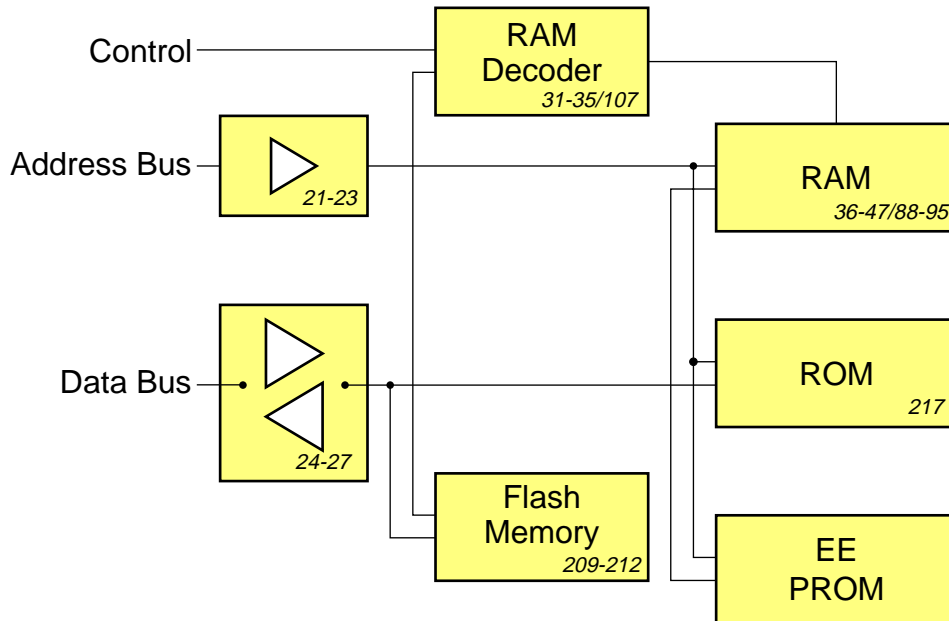 Control
RAM
Decoder
31-35/107
Address Bus
21-23
RAM
36-47/88-95
Data Bus
24-27
ROM
217
Flash
Memory
209-212
EE
PROM